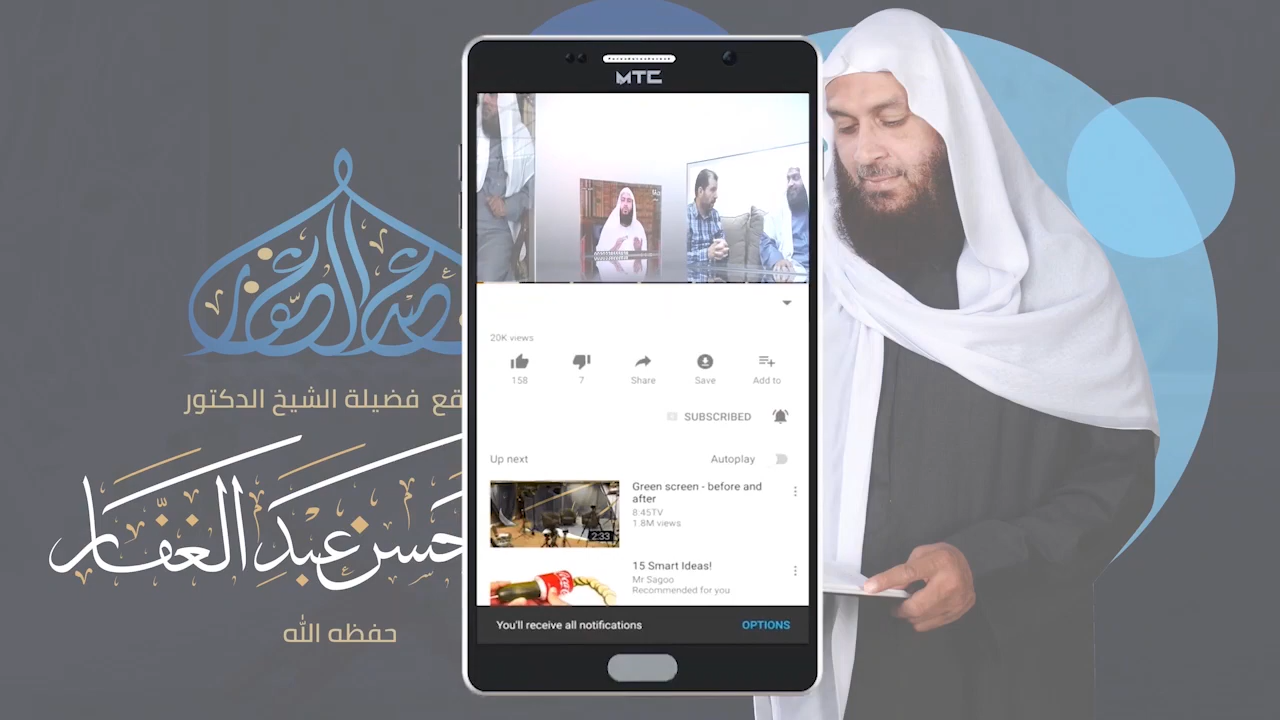 قع فضيلة الشيخ الدكتور
حسن عبد الغفار
حفظه الله
MTC
20K views
158
7
Share
Save
Add to
SUBSCRIBED
Up next
Autoplay
Green screen - before and
after
8:45TV
1.8M views
2:33
15 Smart Ideas!
Mr Sagoo
Recommended for you
You'll receive all notifications
OPTIONS